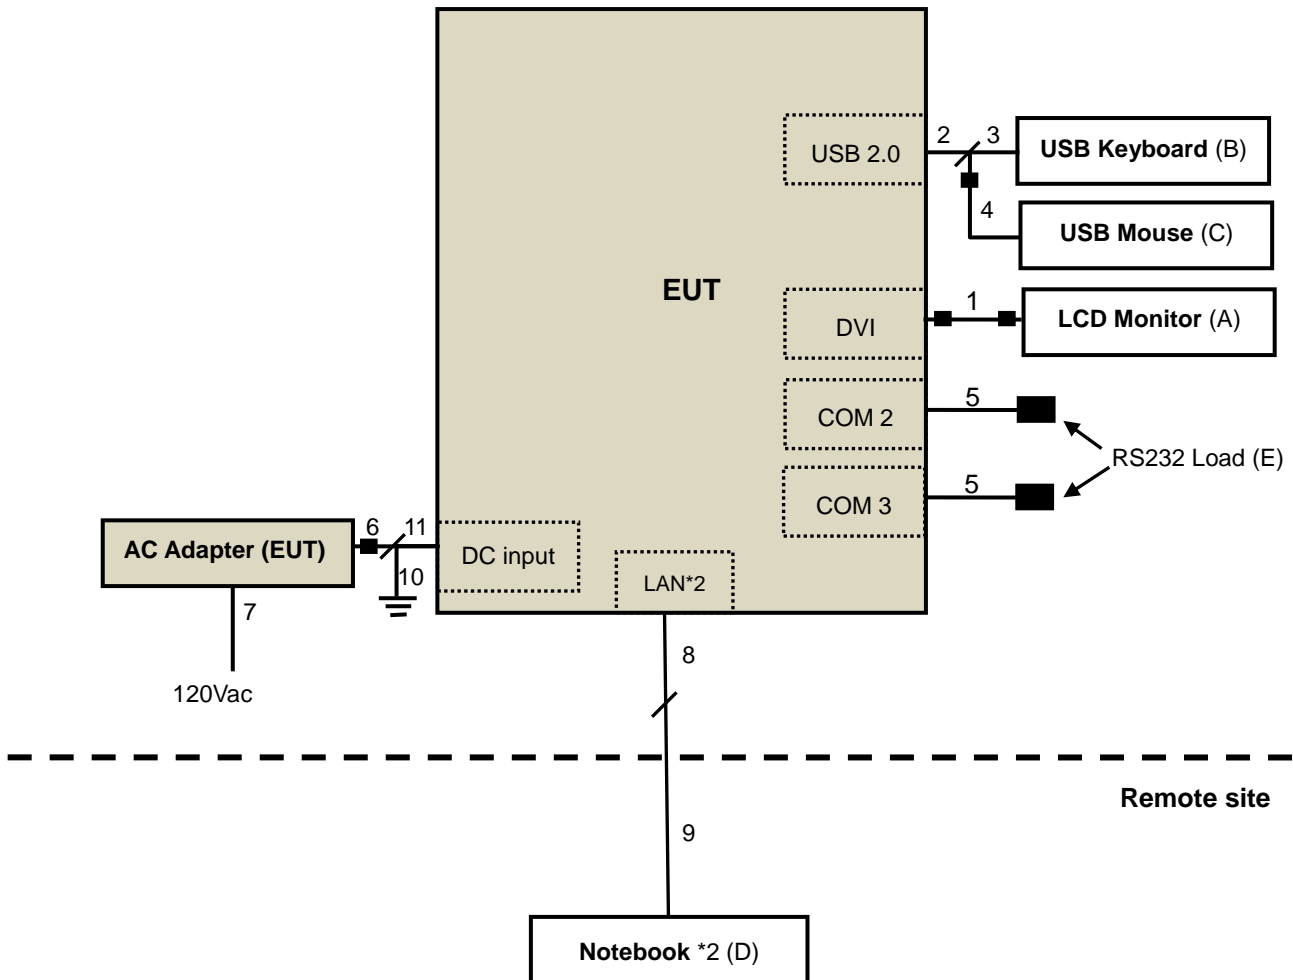 USB 2.0
2
3
USB Keyboard (B)
4
USB Mouse (C)
EUT
DVI
1
LCD Monitor (A)
COM 2
5
RS232 Load (E)
COM 3
5
AC Adapter (EUT)
6
11
DC input
10
LAN*2
7
120Vac
8
Remote site
9
Notebook *2 (D)